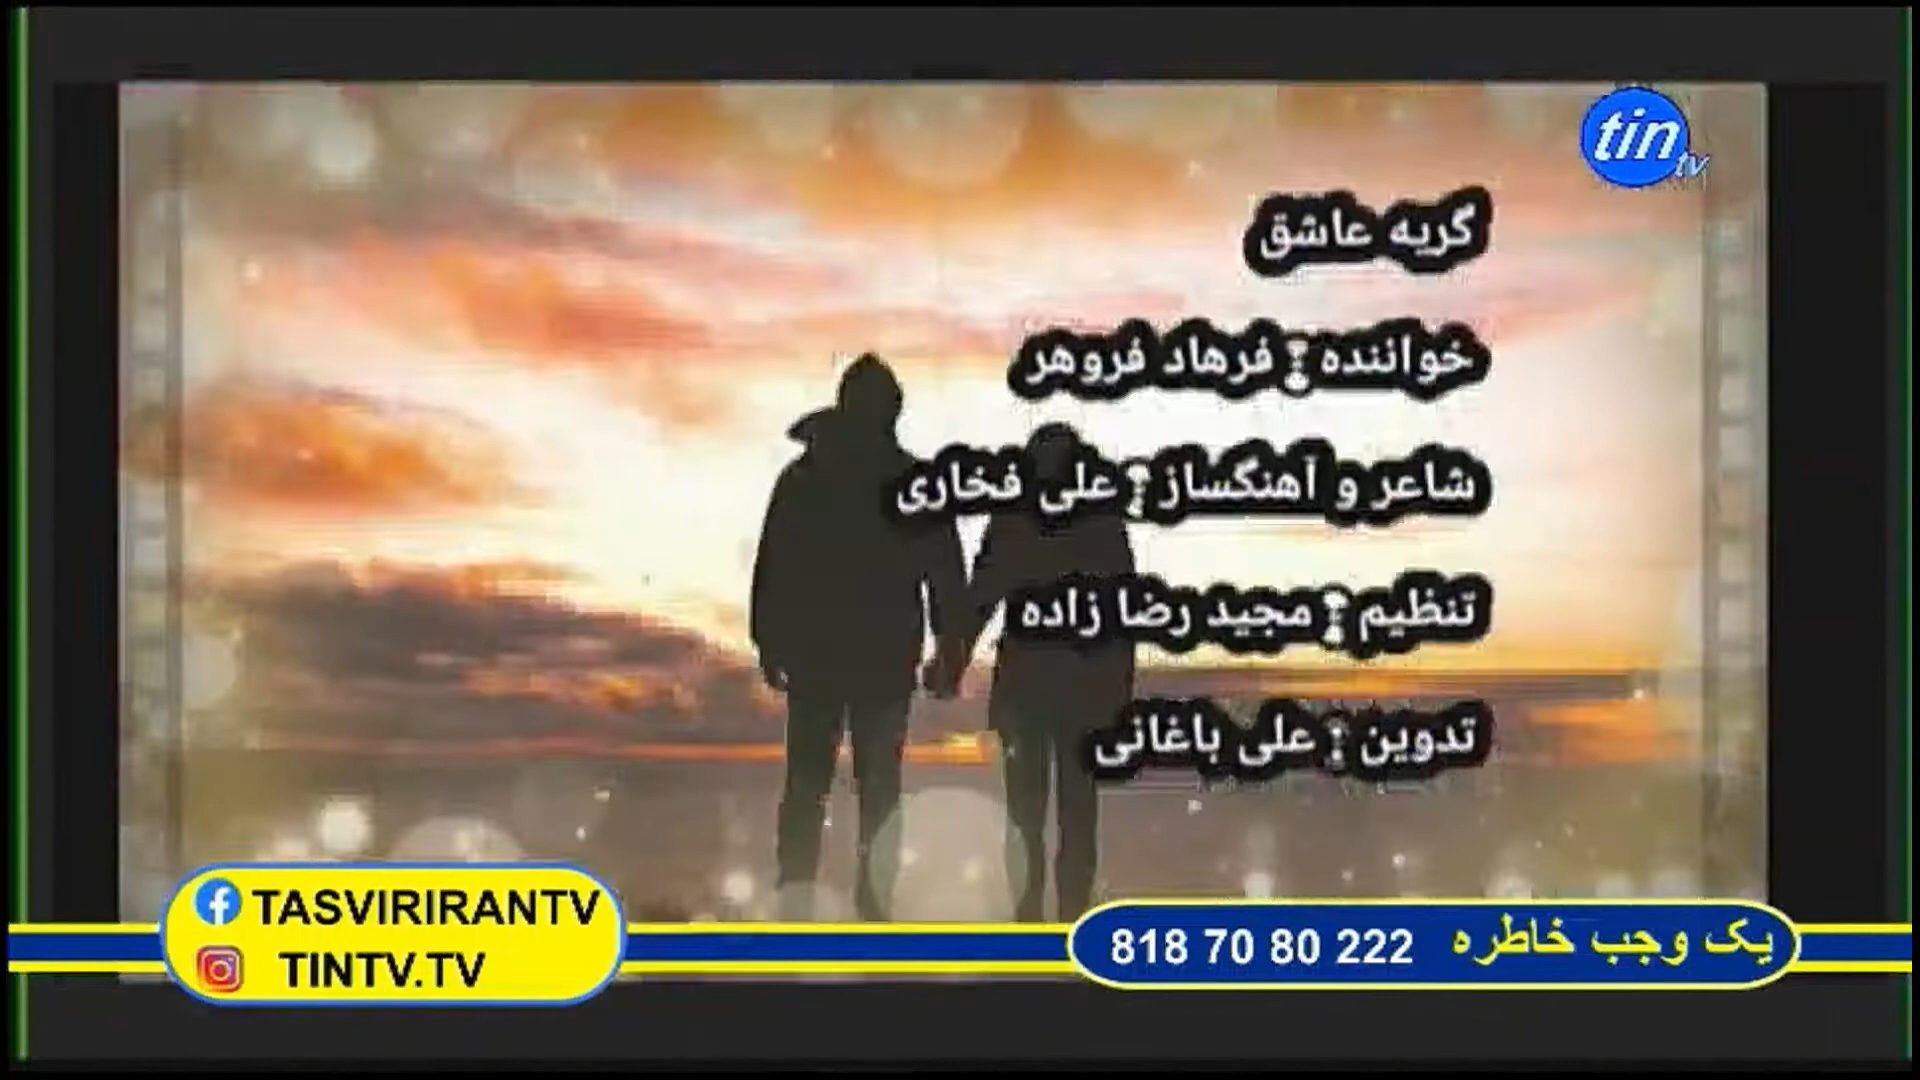 tin tv
گریه عاشق
خواننده : فرهاد فروهر
شاعر و آهنگساز : علی فخاری
تنظیم : مجید رضا زاده
تدوین : علی باغانی
TASVIRIRANTV
TINTV.TV
یک وجب خاطره 818 70 80 222